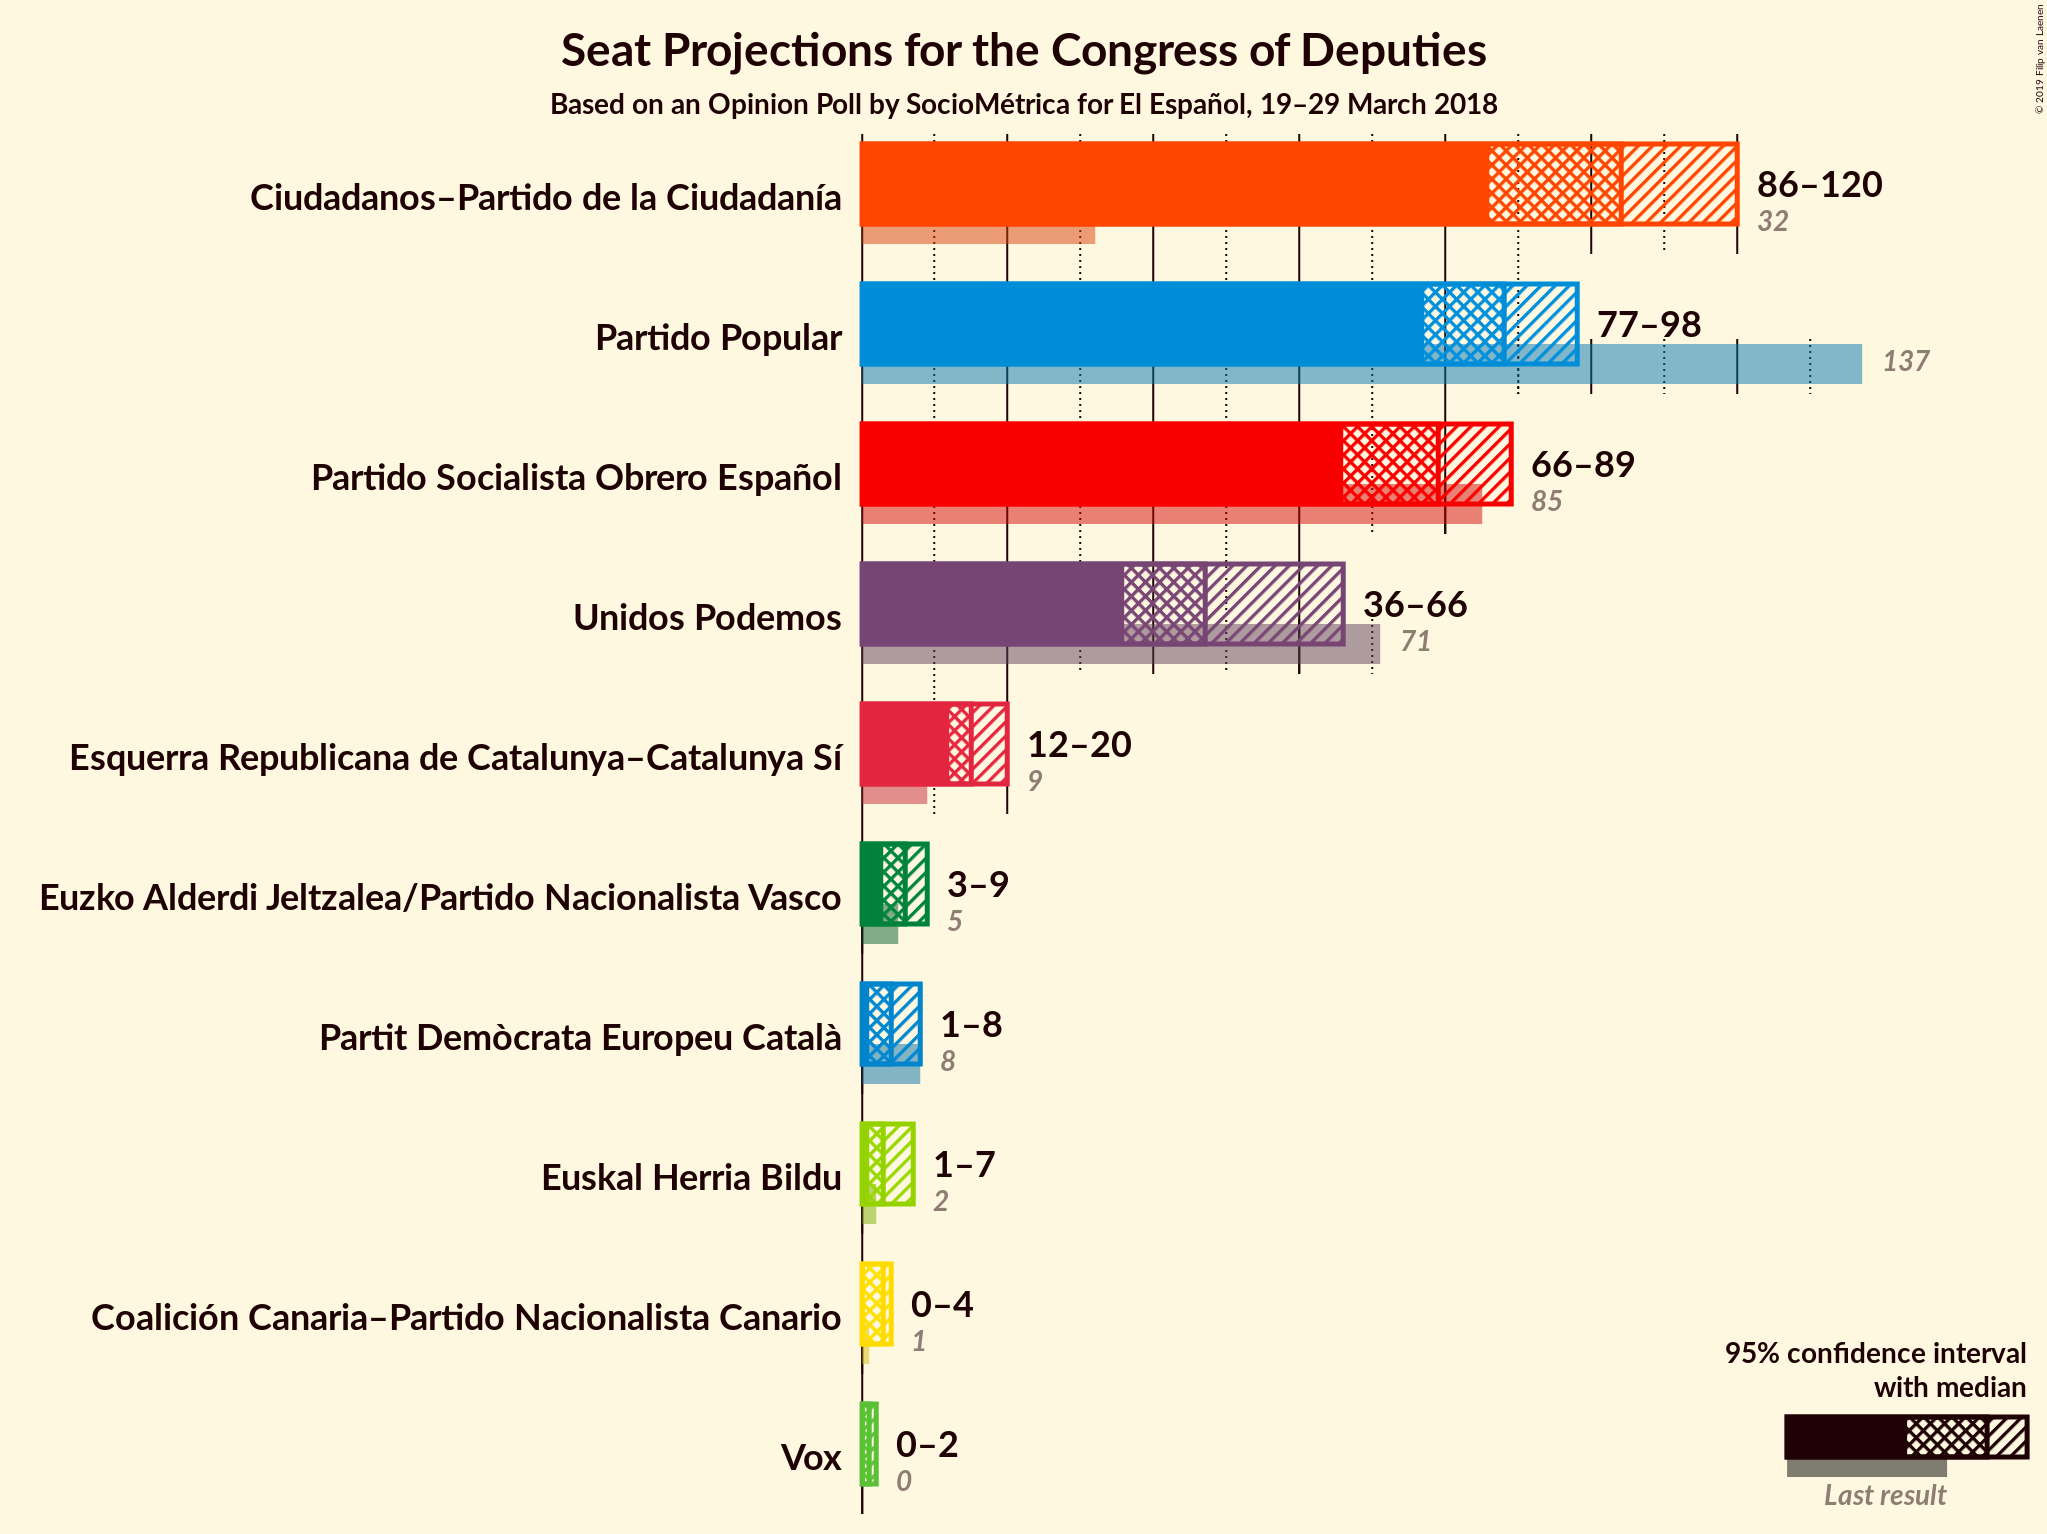 Seat Projections for the Congress of Deputies
Based on an Opinion Poll by SocioMétrica for El Español, 19–29 March 2018
© 2019 Filip van Laenen
Ciudadanos–Partido de la Ciudadanía
86–120
32
Partido Popular
77–98
137
Partido Socialista Obrero Español
66–89
85
Unidos Podemos
36–66
71
Esquerra Republicana de Catalunya–Catalunya Sí
12–20
9
Euzko Alderdi Jeltzalea/Partido Nacionalista Vasco
3–9
5
Partit Demòcrata Europeu Català
1–8
8
Euskal Herria Bildu
1–7
2
Coalición Canaria–Partido Nacionalista Canario
0–4
1
Vox
0–2
0
95% confidence interval
with median
Last result